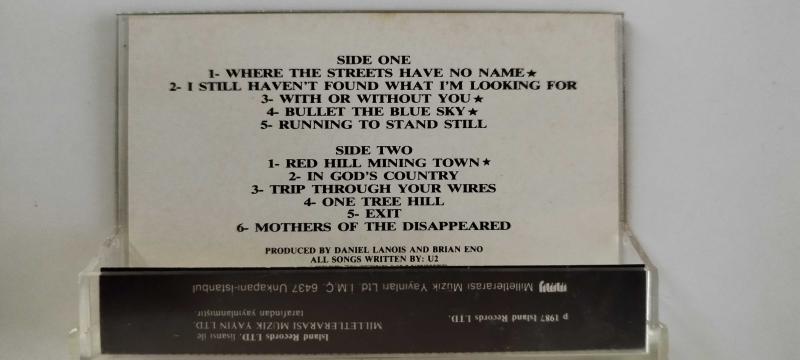 SIDE ONE
1- WHERE THE STREETS HAVE NO NAME★
2- I STILL HAVEN'T FOUND WHAT I'M LOOKING FOR
3- WITH OR WITHOUT YOU★
4- BULLET THE BLUE SKY★
5- RUNNING TO STAND STILL
SIDE TWO
1- RED HILL MINING TOWN★
2- IN GOD'S COUNTRY
3- TRIP THROUGH YOUR WIRES
4- ONE TREE HILL
5- EXIT
6- MOTHERS OF THE DISAPPEARED
PRODUCED BY DANIEL LANOIS AND BRIAN ENO
ALL SONGS WRITTEN BY: U2
p 1987 Island Records LTD.
Island Records LTD. lisansı ile
MILLETLERARASI MÜZIK YAYIN LTD.
tarafından yayınlanmıştır.
Milletlerarası Müzik Yayınları Ltd. I.M.Ç. 6437 Unkapanı-Istanbul